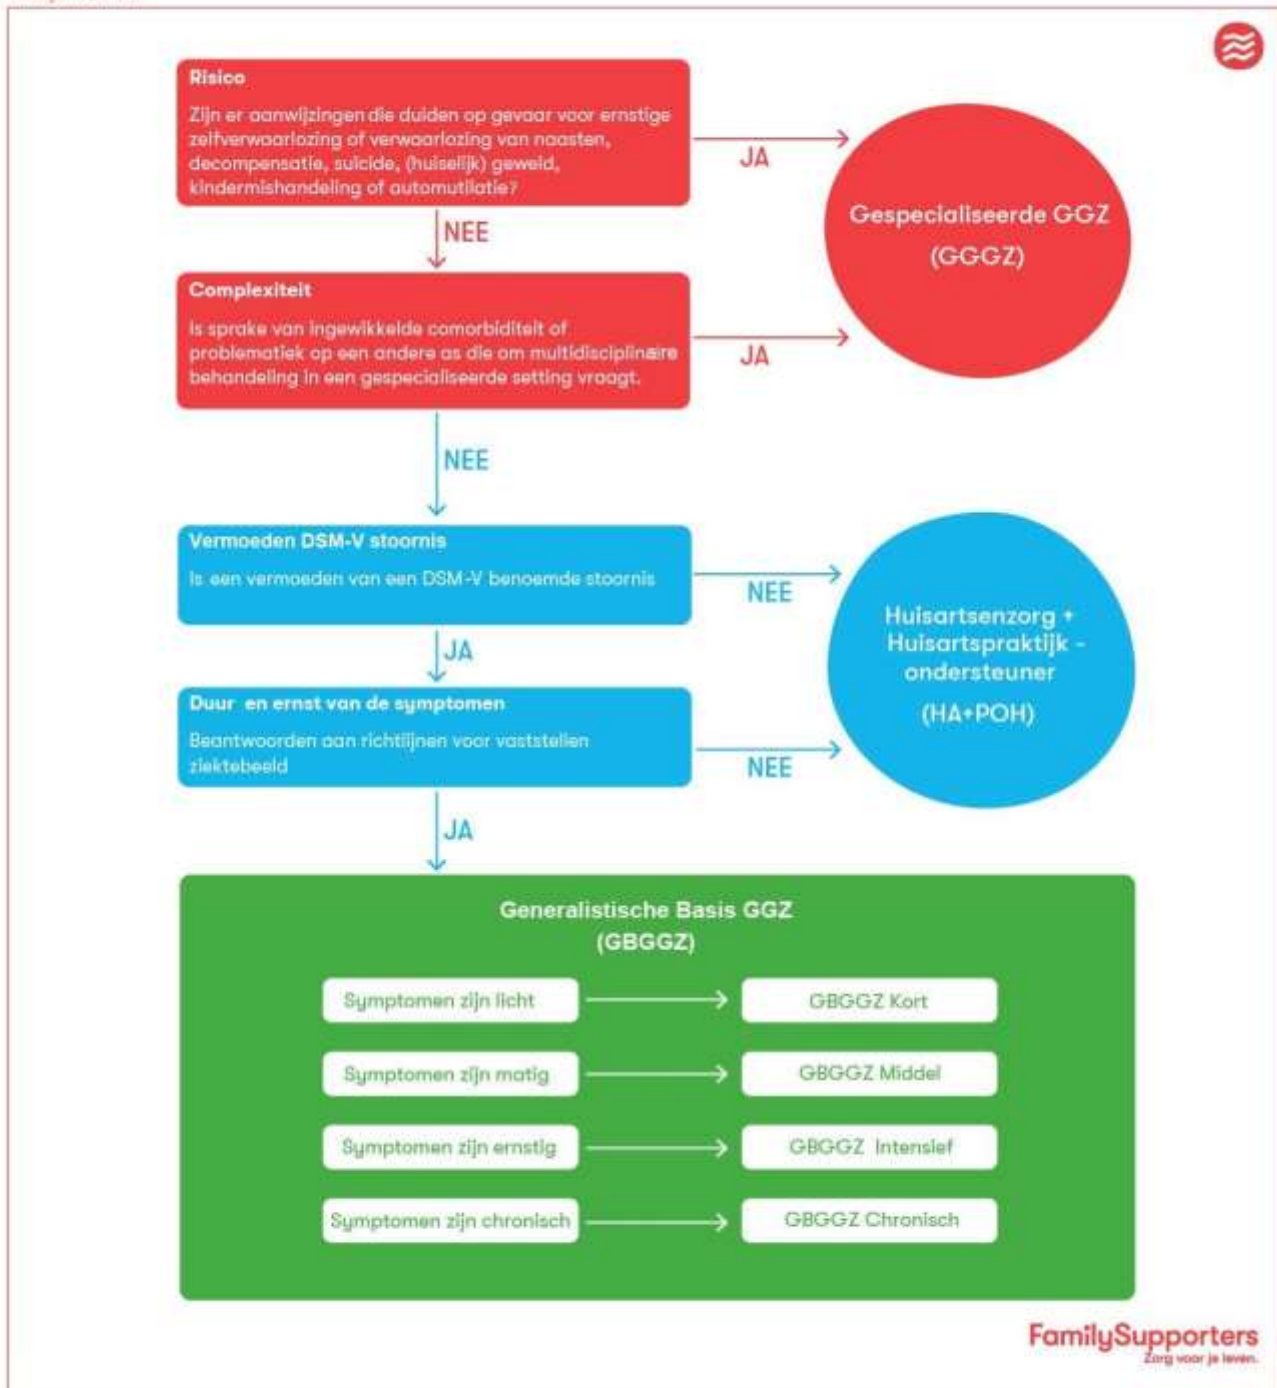 Risico
Zijn er aanwijzingen die duiden op gevaar voor ernstige
zelfverwaarlozing of verwaarlozing van naasten,
decompensatie, suïcide, (huiselijk) geweld,
kindermishandeling of automutilatie?
JA
NEE
Gespecialiseerde GGZ
(GGGZ)
Complexiteit
Is sprake van ingewikkelde comorbiditeit of
problematiek op een andere as die om multidisciplinaire
behandeling in een gespecialiseerde setting vraagt.
JA
NEE
Vermoeden DSM-V stoornis
Is een vermoeden van een DSM-V benoemde stoornis
NEE
JA
Huisartsenzorg +
Huisartspraktijk -
ondersteuner
(HA+POH)
Duur en ernst van de symptomen
Beantwoorden aan richtlijnen voor vaststellen
ziektebeeld
NEE
JA
Generalistische Basis GGZ
(GBGGZ)
Symptomen zijn licht
GBGGZ Kort
Symptomen zijn matig
GBGGZ Middel
Symptomen zijn ernstig
GBGGZ Intensief
Symptomen zijn chronisch
GBGGZ Chronisch
FamilySupporters
Zorg voor je leven.